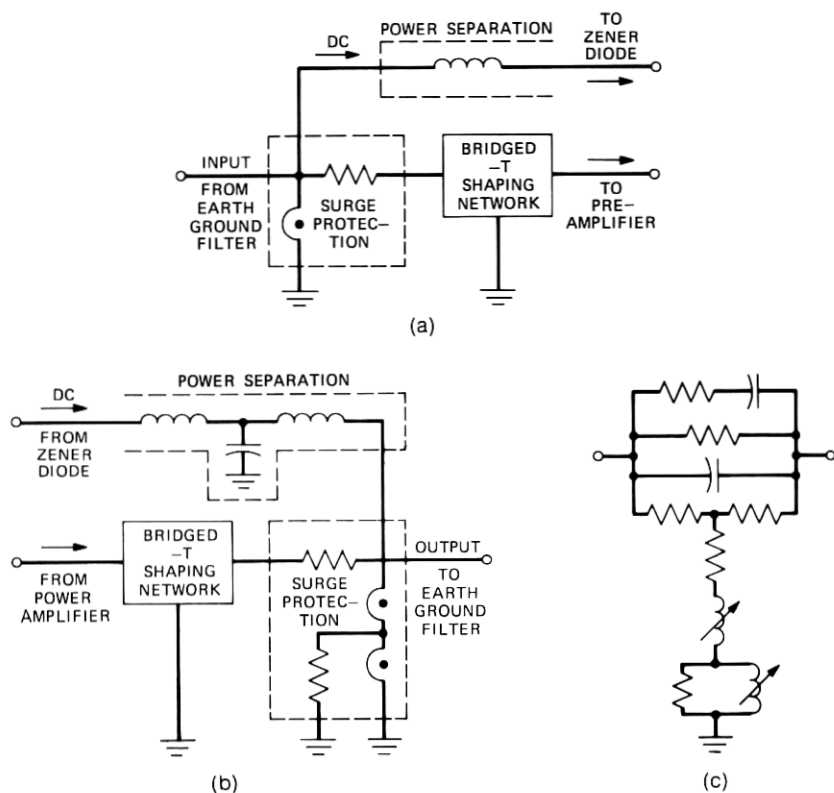 DC
POWER SEPARATION
TO
ZENER
DIODE
INPUT
FROM
EARTH
GROUND
FILTER
SURGE
PROTEC–
TION
BRIDGED
–T
SHAPING
NETWORK
TO
PRE–
AMPLIFIER
(a)
POWER SEPARATION
DC
FROM
ZENER
DIODE
BRIDGED
–T
SHAPING
NETWORK
FROM
POWER
AMPLIFIER
SURGE
PROTEC–
TION
OUTPUT
TO
EARTH
GROUND
FILTER
(b)
(c)